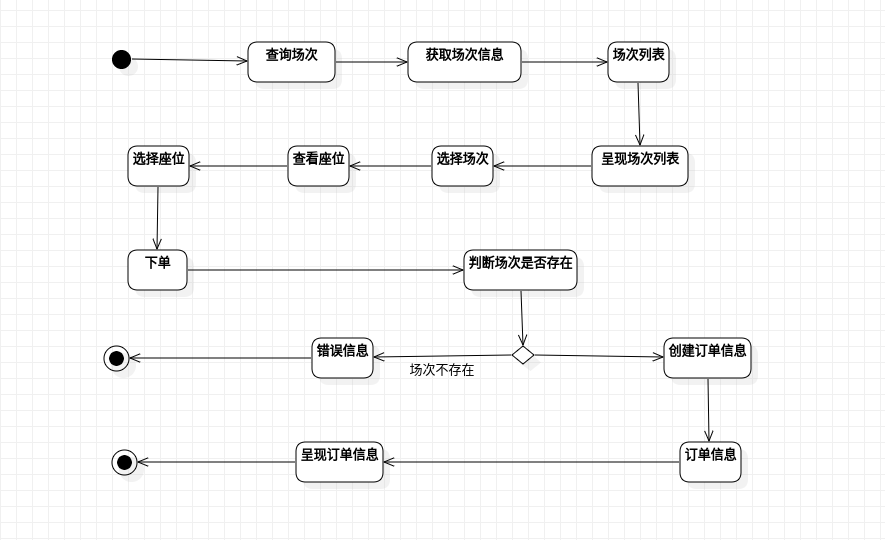 查询场次
获取场次信息
场次列表
选择座位
查看座位
选择场次
呈现场次列表
下单
判断场次是否存在
错误信息
场次不存在
创建订单信息
呈现订单信息
订单信息